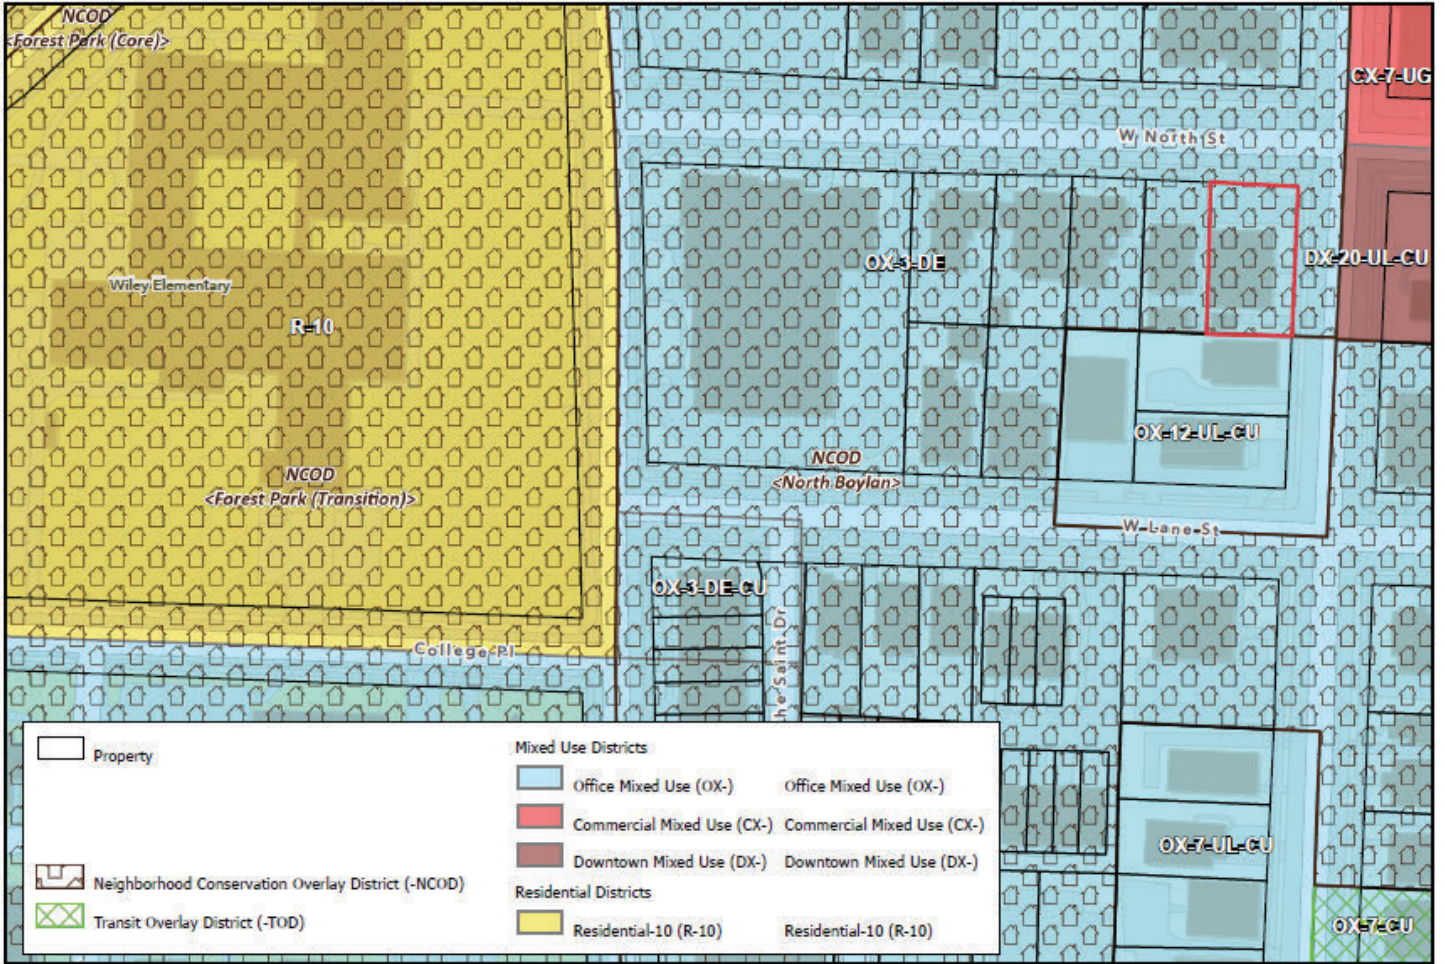 NCOD
<Forest Park (Core)>
CX-7-UG
W North St
OX-3-DE
DX-20-UL-CU
Wiley Elementary
R-10
OX-12-UL-CU
NCOD
<North Boylan>
NCOD
<Forest Park (Transition)>
W Lane St
OX-3-DE-CU
he Saint Dr
College Pl
Property
Neighborhood Conservation Overlay District (-NCOD)
Transit Overlay District (-TOD)
Mixed Use Districts
Office Mixed Use (OX-) Office Mixed Use (OX-)
Commercial Mixed Use (CX-) Commercial Mixed Use (CX-)
Downtown Mixed Use (DX-) Downtown Mixed Use (DX-)
Residential Districts
Residential-10 (R-10) Residential-10 (R-10)
OX-7-UL-CU
OX-7-CU